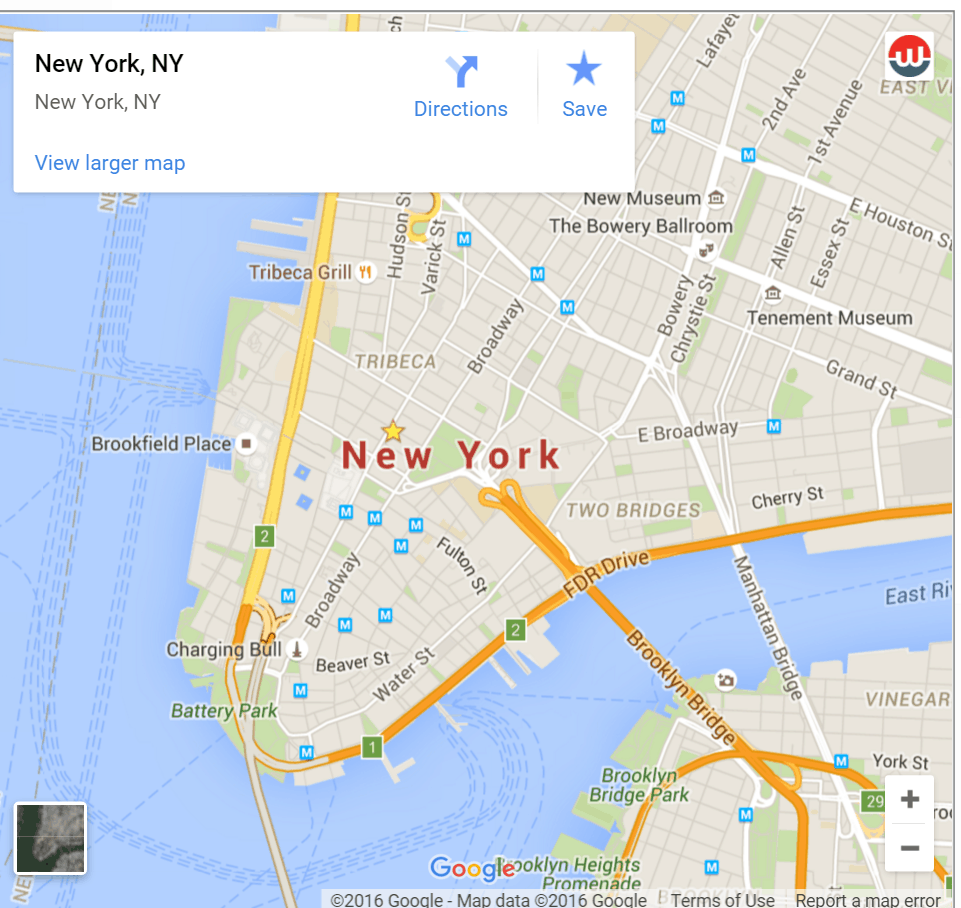 New York, NY
New York, NY
Directions
Save
View larger map
Lafayet
EAST V
2nd Ave
1st Avenue
New Museum
The Bowery Ballroom
E Houston S
Hudson St
Varick St
Allen St
Essex St
Tribeca Grill
Bowery
Chrystie St
Tenement Museum
TRIBECA
Broadway
Grand St
Brookfield Place
E Broadway
New York
Cherry St
TWO BRIDGES
2
Fulton St
FDR Drive
Broadway
East Ri
Manhattan Bridge
2
Charging Bull
Beaver St
Water St
Brooklyn Bridge
VINEGAR
Battery Park
1
York St
Brooklyn
Bridge Park
29
Google
ooklyn Heights
Promenade
©2016 Google - Map data ©2016 Google
Terms of Use
Report a map error